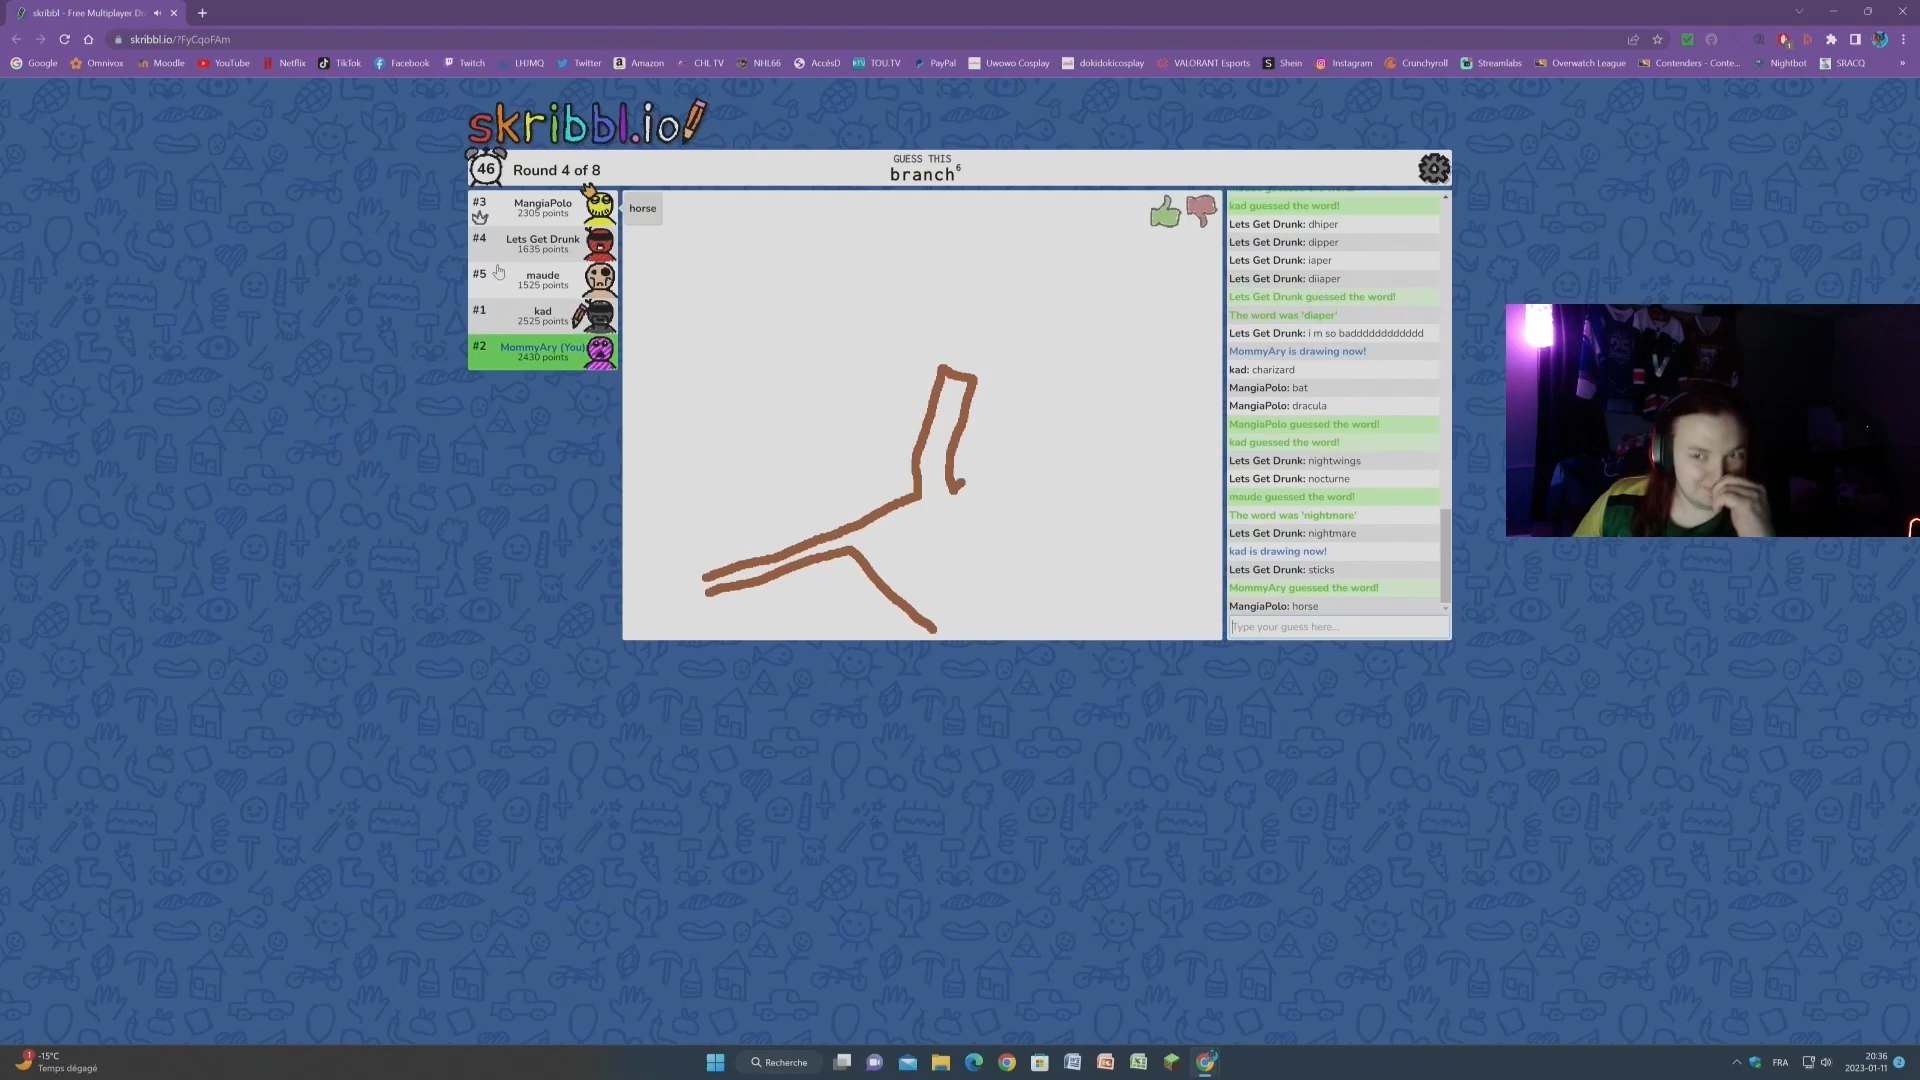 skribbl - Free Multiplayer Dr
skribbl.io/?FyCqoFAm
Google Omnivox Moodle YouTube Netflix TikTok Facebook Twitch LHJMQ Twitter Amazon CHL TV NHL66 AccèsD TOU.TV PayPal Uwowo Cosplay dokidokicosplay VALORANT Esports Shein Instagram Crunchyroll Streamlabs Overwatch League Contenders - Conte... Nightbot SRACQ »
skribbl.io
46 Round 4 of 8
GUESS THIS
branch 6
#3 MangiaPolo
2305 points
#4 Lets Get Drunk
1635 points
#5 maude
1525 points
#1 kad
2525 points
#2 MommyAry (You)
2430 points
horse
kad guessed the word!
Lets Get Drunk: dhiper
Lets Get Drunk: dipper
Lets Get Drunk: iaper
Lets Get Drunk: diiaper
Lets Get Drunk guessed the word!
The word was 'diaper'
Lets Get Drunk: i m so badddddddddddd
MommyAry is drawing now!
kad: charizard
MangiaPolo: bat
MangiaPolo: dracula
MangiaPolo guessed the word!
kad guessed the word!
Lets Get Drunk: nightwings
Lets Get Drunk: nocturne
maude guessed the word!
The word was 'nightmare'
Lets Get Drunk: nightmare
kad is drawing now!
Lets Get Drunk: sticks
MommyAry guessed the word!
MangiaPolo: horse
Type your guess here...
1 -15°C
Temps dégagé
Recherche
FRA
20:36
2023-01-11
2